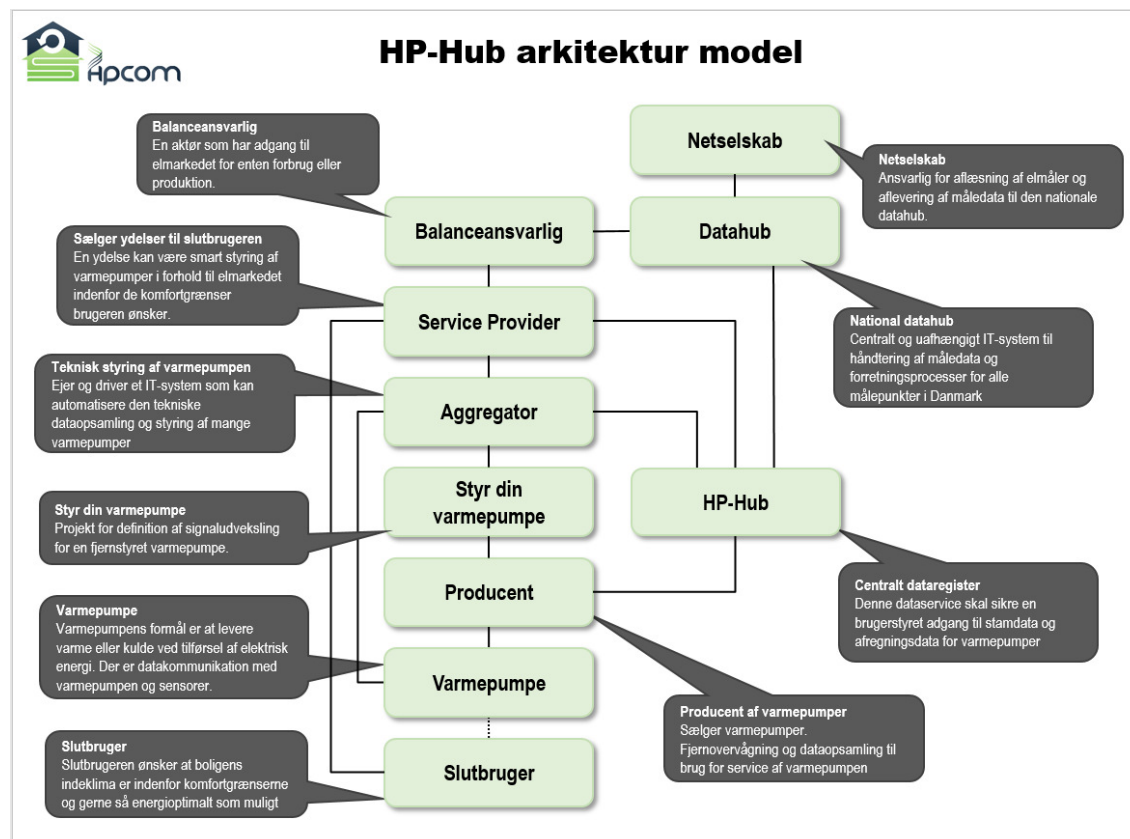 HPCOM
HP-Hub arkitektur model
Balanceansvarlig
En aktør som har adgang til
elmarkedet for enten forbrug eller
produktion.
Netselskab
Netselskab
Ansvarlig for aflæsning af elmåler og
aflevering af måledata til den nationale
datahub.
Balanceansvarlig
Datahub
Sælger ydelser til slutbrugeren
En ydelse kan være smart styring af
varmepumper i forhold til elmarkedet
indenfor de komfortgrænser
brugeren ønsker.
Service Provider
National datahub
Centralt og uafhængigt IT-system til
håndtering af måledata og
forretningsprocesser for alle
målepunkter i Danmark
Teknisk styring af varmepumpen
Ejer og driver et IT-system som kan
automatisere den tekniske
dataopsamling og styring af mange
varmepumper
Aggregator
Styr din
varmepumpe
HP-Hub
Styr din varmepumpe
Projekt for definition af signaludveksling
for en fjernstyret varmepumpe.
Producent
Centralt dataregister
Denne dataservice skal sikre en
brugerstyret adgang til stamdata og
afregningsdata for varmepumper
Varmepumpe
Varmepumpens formål er at levere
varme eller kulde ved tilførsel af elektrisk
energi. Der er datakommunikation med
varmepumpen og sensorer.
Varmepumpe
Producent af varmepumper
Sælger varmepumper.
Fjernovervågning og dataopsamling til
brug for service af varmepumpen
Slutbruger
Slutbrugeren ønsker at boligens
indeklima er indenfor komfortgrænserne
og gerne så energioptimalt som muligt
Slutbruger